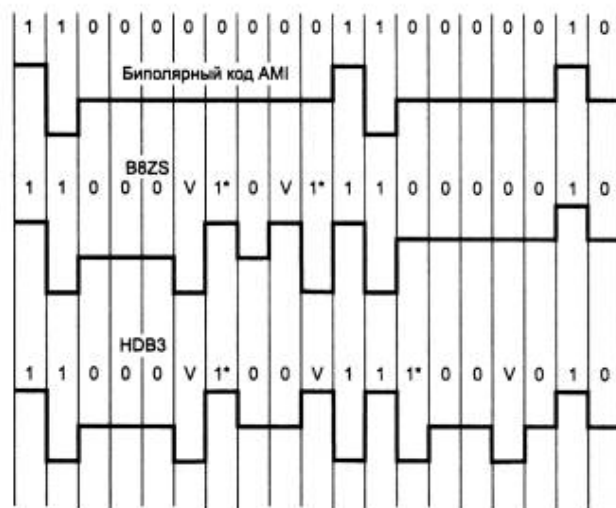 1 1 0 0 0 0 0 0 0 0 1 1 0 0 0 0 0 1 0
Биполярный код AMI
B8ZS
1 1 0 0 0 V 1* 0 V 1* 1 1 0 0 0 0 0 1 0
HDB3
1 1 0 0 0 V 1* 0 0 V 1 1 1* 0 0 V 0 1 0